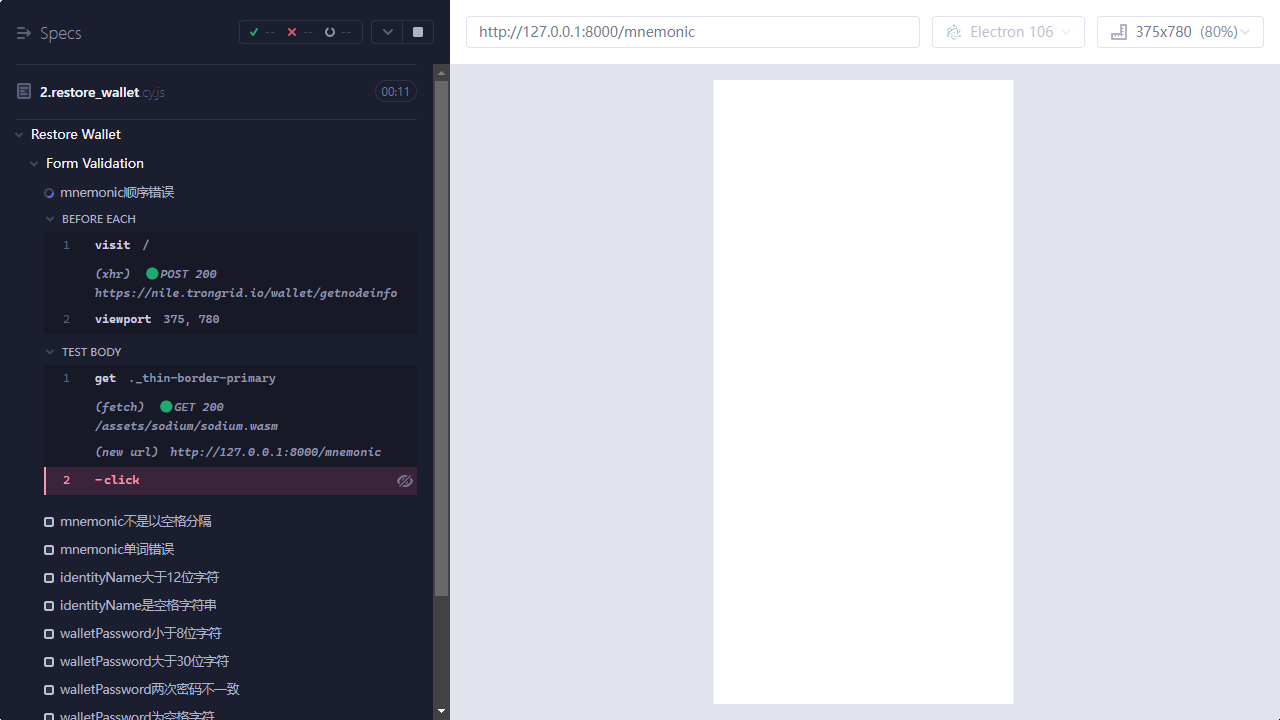 Specs
--
--
--
http://127.0.0.1:8000/mnemonic
Electron 106
375x780 (80%)
2.restore_wallet.cy.js
00:11
Restore Wallet
Form Validation
mnemonic顺序错误
BEFORE EACH
1 visit /
(xhr) POST 200
https://nile.trongrid.io/wallet/getnodeinfo
2 viewport 375, 780
TEST BODY
1 get ._thin-border-primary
(fetch) GET 200
/assets/sodium/sodium.wasm
(new url) http://127.0.0.1:8000/mnemonic
2 -click
mnemonic不是以空格分隔
mnemonic单词错误
identityName大于12位字符
identityName是空格字符串
walletPassword小于8位字符
walletPassword大于30位字符
walletPassword两次密码不一致
walletPassword为空格字符